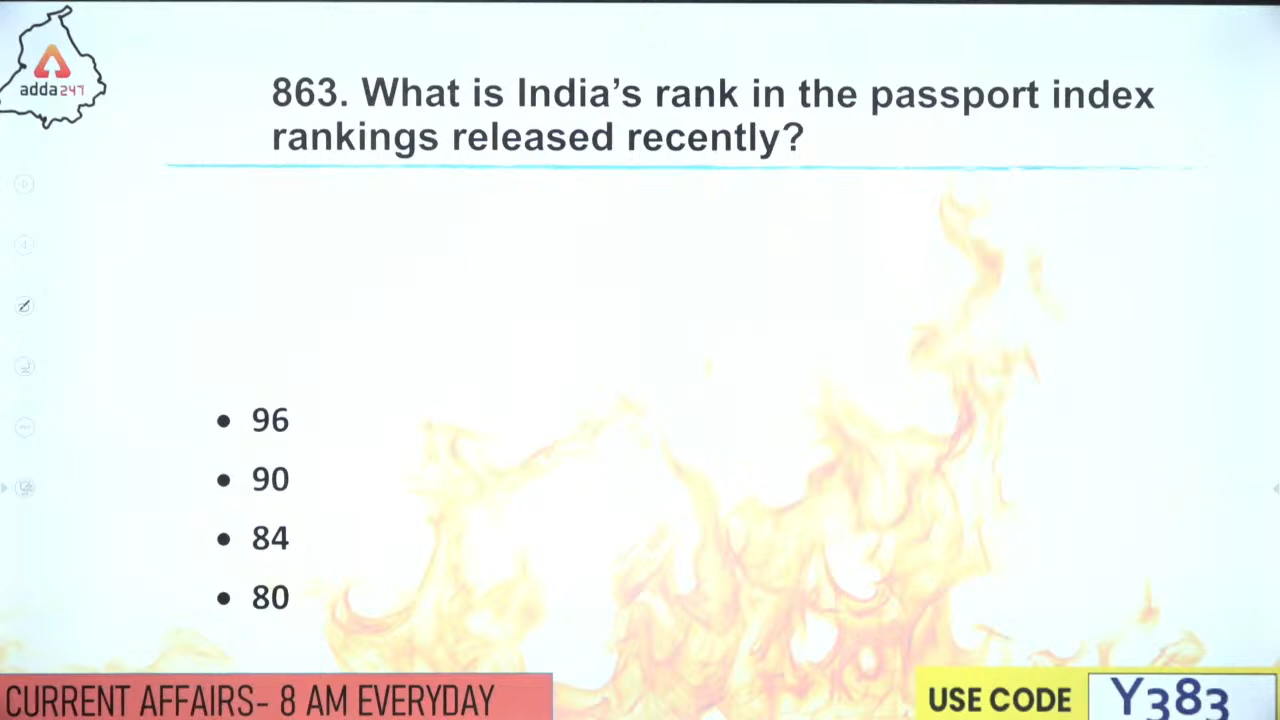 adda247
863. What is India's rank in the passport index
rankings released recently?
• 96
• 90
• 84
• 80
CURRENT AFFAIRS- 8 AM EVERYDAY
USE CODE
Y383